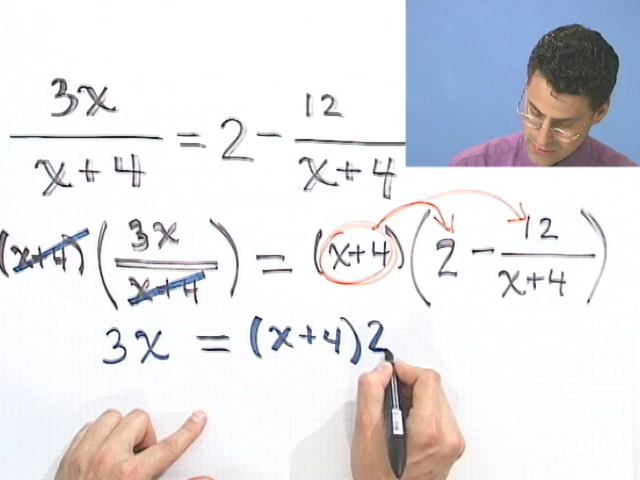 3x/(x+4) = 2 - 12/(x+4)
(x+4)(3x/(x+4)) = (x+4)(2 - 12/(x+4))
3x = (x+4)2